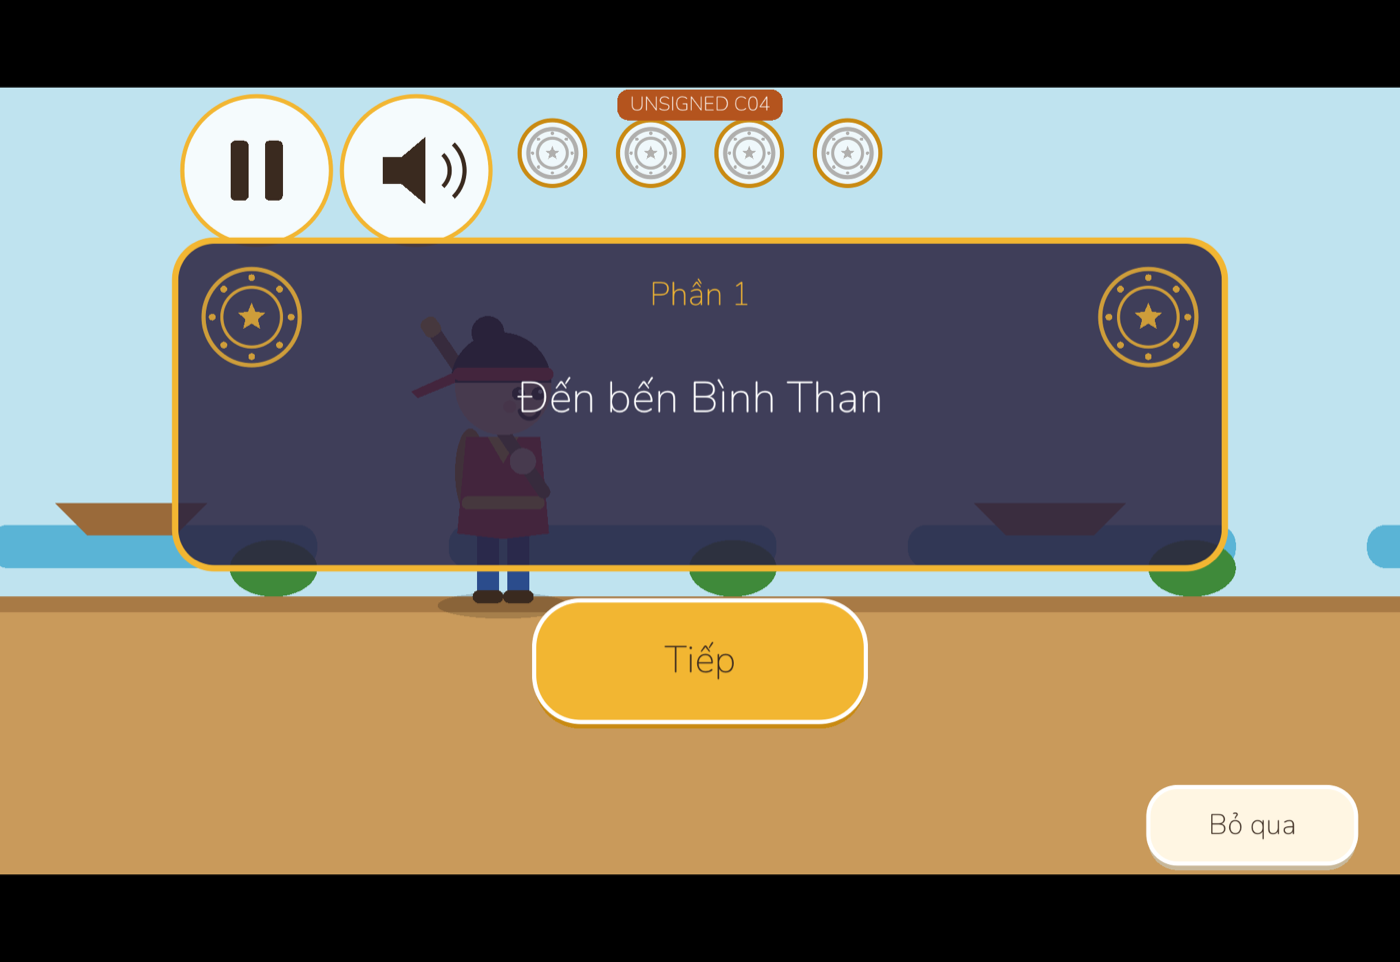 UNSIGNED C04
Phần 1
Đến bến Bình Than
Tiếp
Bỏ qua